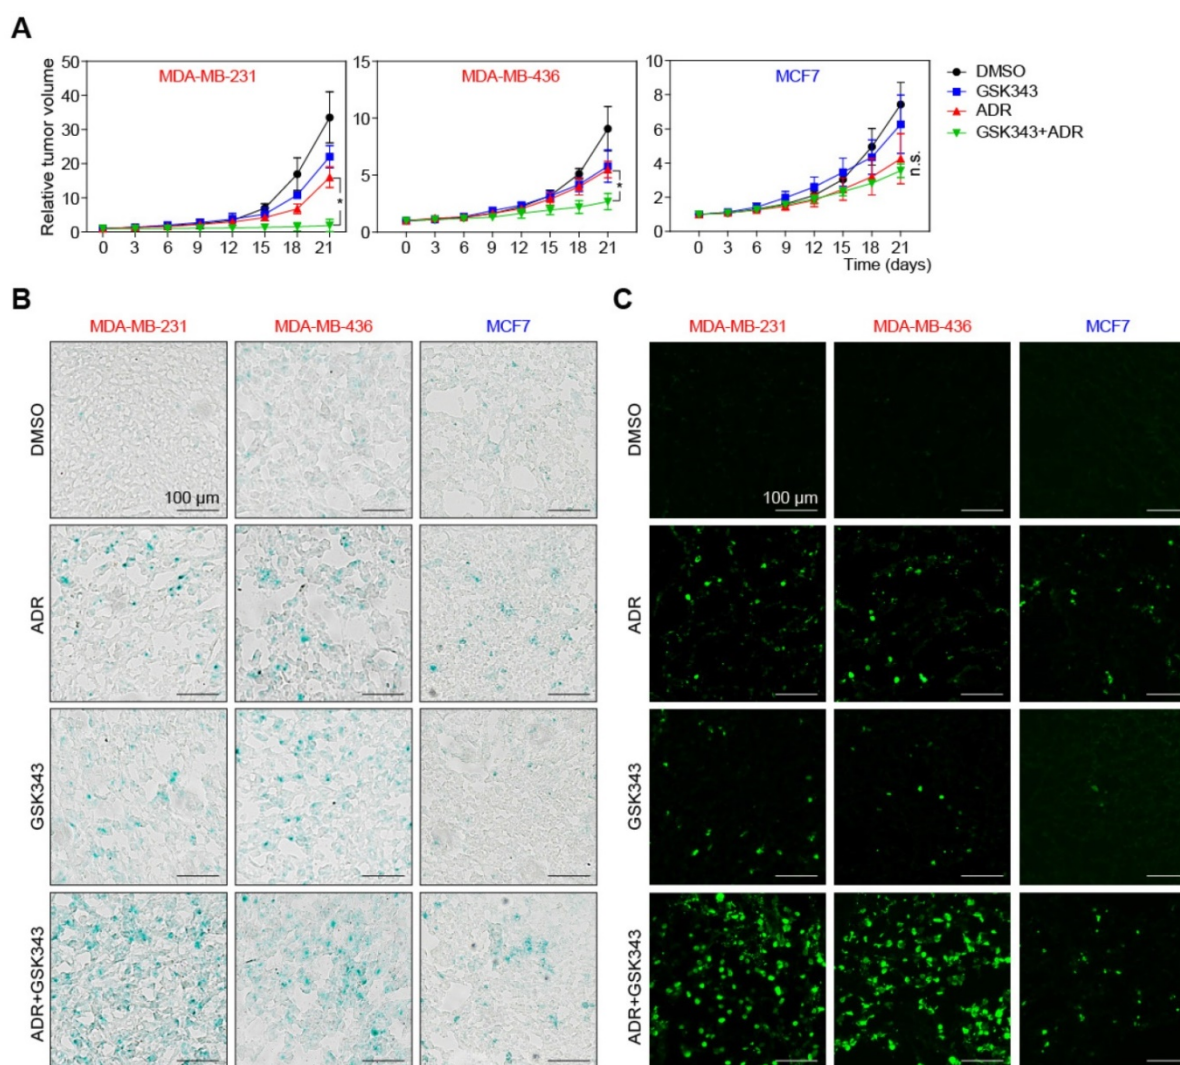 A
Relative tumor volume
MDA-MB-231
50
40
30
20
10
0
0 3 6 9 12 15 18 21
*
MDA-MB-436
15
10
5
0
0 3 6 9 12 15 18 21
*
MCF7
10
8
6
4
2
0
0 3 6 9 12 15 18 21
n.s.
Time (days)
DMSO
GSK343
ADR
GSK343+ADR
B
MDA-MB-231 MDA-MB-436 MCF7
DMSO
100 µm
ADR
GSK343
ADR+GSK343
C
MDA-MB-231 MDA-MB-436 MCF7
DMSO
100 µm
ADR
GSK343
ADR+GSK343